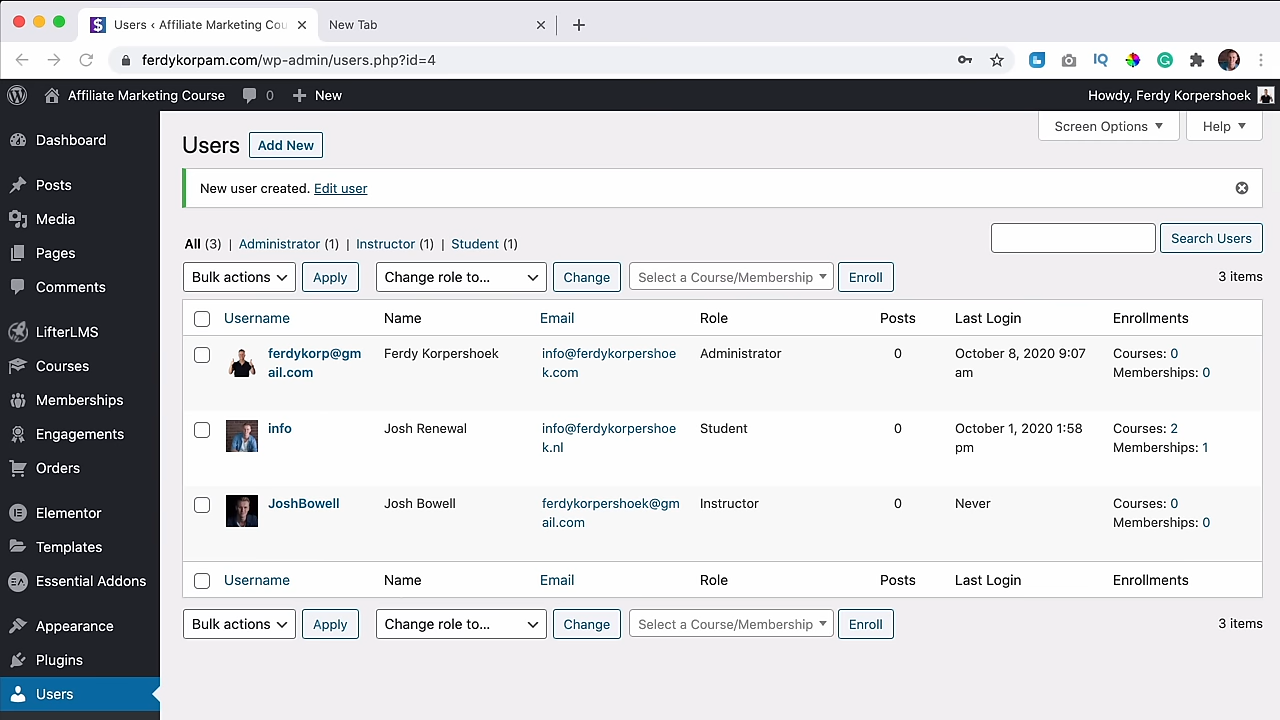 Users ‹ Affiliate Marketing Cou
New Tab
ferdykorpam.com/wp-admin/users.php?id=4
IQ
Affiliate Marketing Course
0
New
Howdy, Ferdy Korpershoek
Dashboard
Posts
Media
Pages
Comments
LifterLMS
Courses
Memberships
Engagements
Orders
Elementor
Templates
Essential Addons
Appearance
Plugins
Users
Screen Options
Help
Users
Add New
New user created. Edit user
All (3) | Administrator (1) | Instructor (1) | Student (1)
Search Users
Bulk actions
Apply
Change role to...
Change
Select a Course/Membership
Enroll
3 items
Username Name Email Role Posts Last Login Enrollments
ferdykorp@gm Ferdy Korpershoek info@ferdykorpershoe Administrator 0 October 8, 2020 9:07 Courses: 0
ail.com k.com am Memberships: 0
info Josh Renewal info@ferdykorpershoe Student 0 October 1, 2020 1:58 Courses: 2
k.nl pm Memberships: 1
JoshBowell Josh Bowell ferdykorpershoek@gm Instructor 0 Never Courses: 0
ail.com Memberships: 0
Username Name Email Role Posts Last Login Enrollments
Bulk actions
Apply
Change role to...
Change
Select a Course/Membership
Enroll
3 items